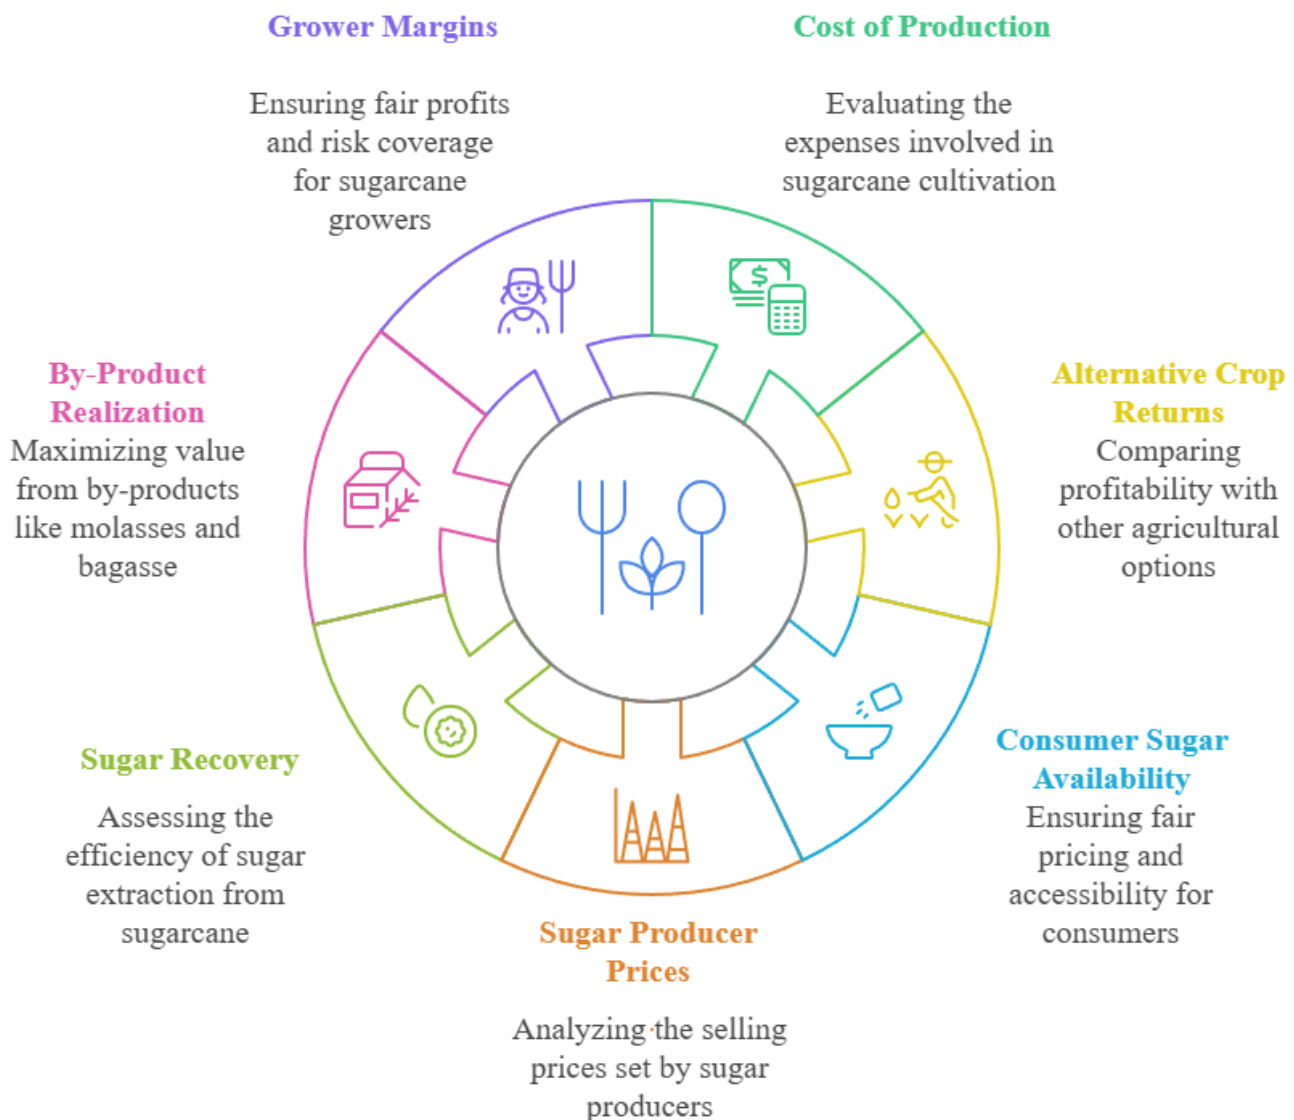 Grower Margins
Ensuring fair profits
and risk coverage
for sugarcane
growers
Cost of Production
Evaluating the
expenses involved in
sugarcane cultivation
By-Product
Realization
Maximizing value
from by-products
like molasses and
bagasse
Alternative Crop
Returns
Comparing
profitability with
other agricultural
options
Sugar Recovery
Assessing the
efficiency of sugar
extraction from
sugarcane
Consumer Sugar
Availability
Ensuring fair
pricing and
accessibility for
consumers
Sugar Producer
Prices
Analyzing the selling
prices set by sugar
producers
$